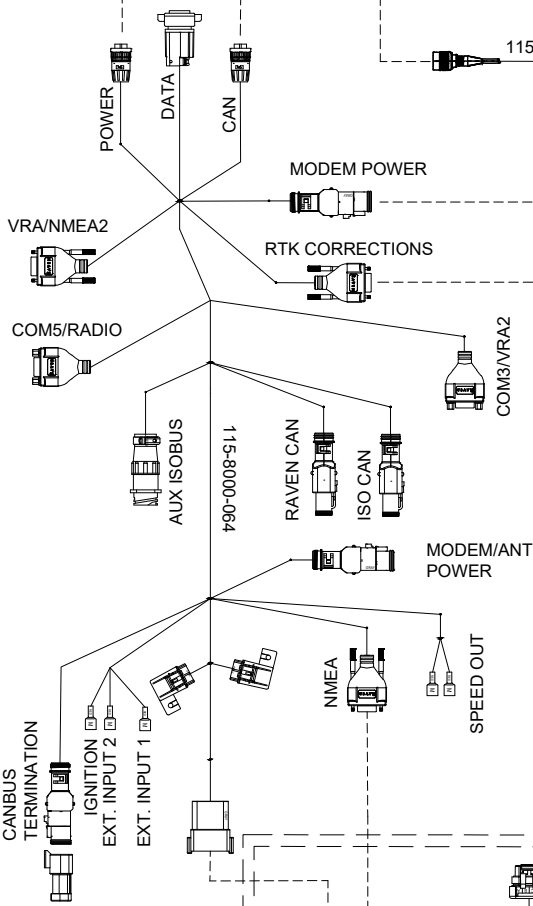 115
POWER
DATA
CAN
MODEM POWER
VRA/NMEA2
RTK CORRECTIONS
COM5/RADIO
COM3/VRA2
AUX ISOBUS
115-8000-064
RAVEN CAN
ISO CAN
MODEM/ANT
POWER
CANBUS
TERMINATION
IGNITION
EXT. INPUT 2
EXT. INPUT 1
NMEA
SPEED OUT